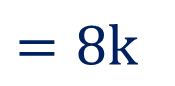 = 8k